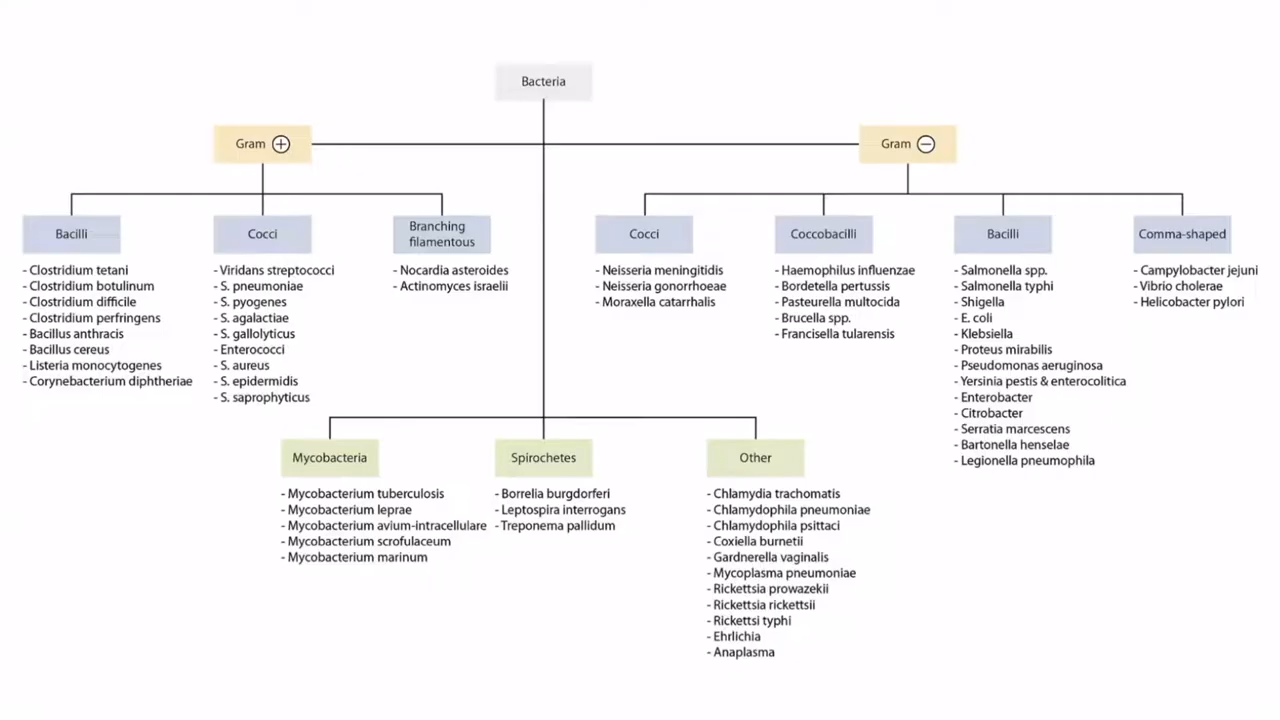 Bacteria
Gram +
Gram −
Bacilli
- Clostridium tetani
- Clostridium botulinum
- Clostridium difficile
- Clostridium perfringens
- Bacillus anthracis
- Bacillus cereus
- Listeria monocytogenes
- Corynebacterium diphtheriae
Cocci
- Viridans streptococci
- S. pneumoniae
- S. pyogenes
- S. agalactiae
- S. gallolyticus
- Enterococci
- S. aureus
- S. epidermidis
- S. saprophyticus
Branching
filamentous
- Nocardia asteroides
- Actinomyces israelii
Cocci
- Neisseria meningitidis
- Neisseria gonorrhoeae
- Moraxella catarrhalis
Coccobacilli
- Haemophilus influenzae
- Bordetella pertussis
- Pasteurella multocida
- Brucella spp.
- Francisella tularensis
Bacilli
- Salmonella spp.
- Salmonella typhi
- Shigella
- E. coli
- Klebsiella
- Proteus mirabilis
- Pseudomonas aeruginosa
- Yersinia pestis & enterocolitica
- Enterobacter
- Citrobacter
- Serratia marcescens
- Bartonella henselae
- Legionella pneumophila
Comma-shaped
- Campylobacter jejuni
- Vibrio cholerae
- Helicobacter pylori
Mycobacteria
- Mycobacterium tuberculosis
- Mycobacterium leprae
- Mycobacterium avium-intracellulare
- Mycobacterium scrofulaceum
- Mycobacterium marinum
Spirochetes
- Borrelia burgdorferi
- Leptospira interrogans
- Treponema pallidum
Other
- Chlamydia trachomatis
- Chlamydophila pneumoniae
- Chlamydophila psittaci
- Coxiella burnetii
- Gardnerella vaginalis
- Mycoplasma pneumoniae
- Rickettsia prowazekii
- Rickettsia rickettsii
- Rickettsi typhi
- Ehrlichia
- Anaplasma